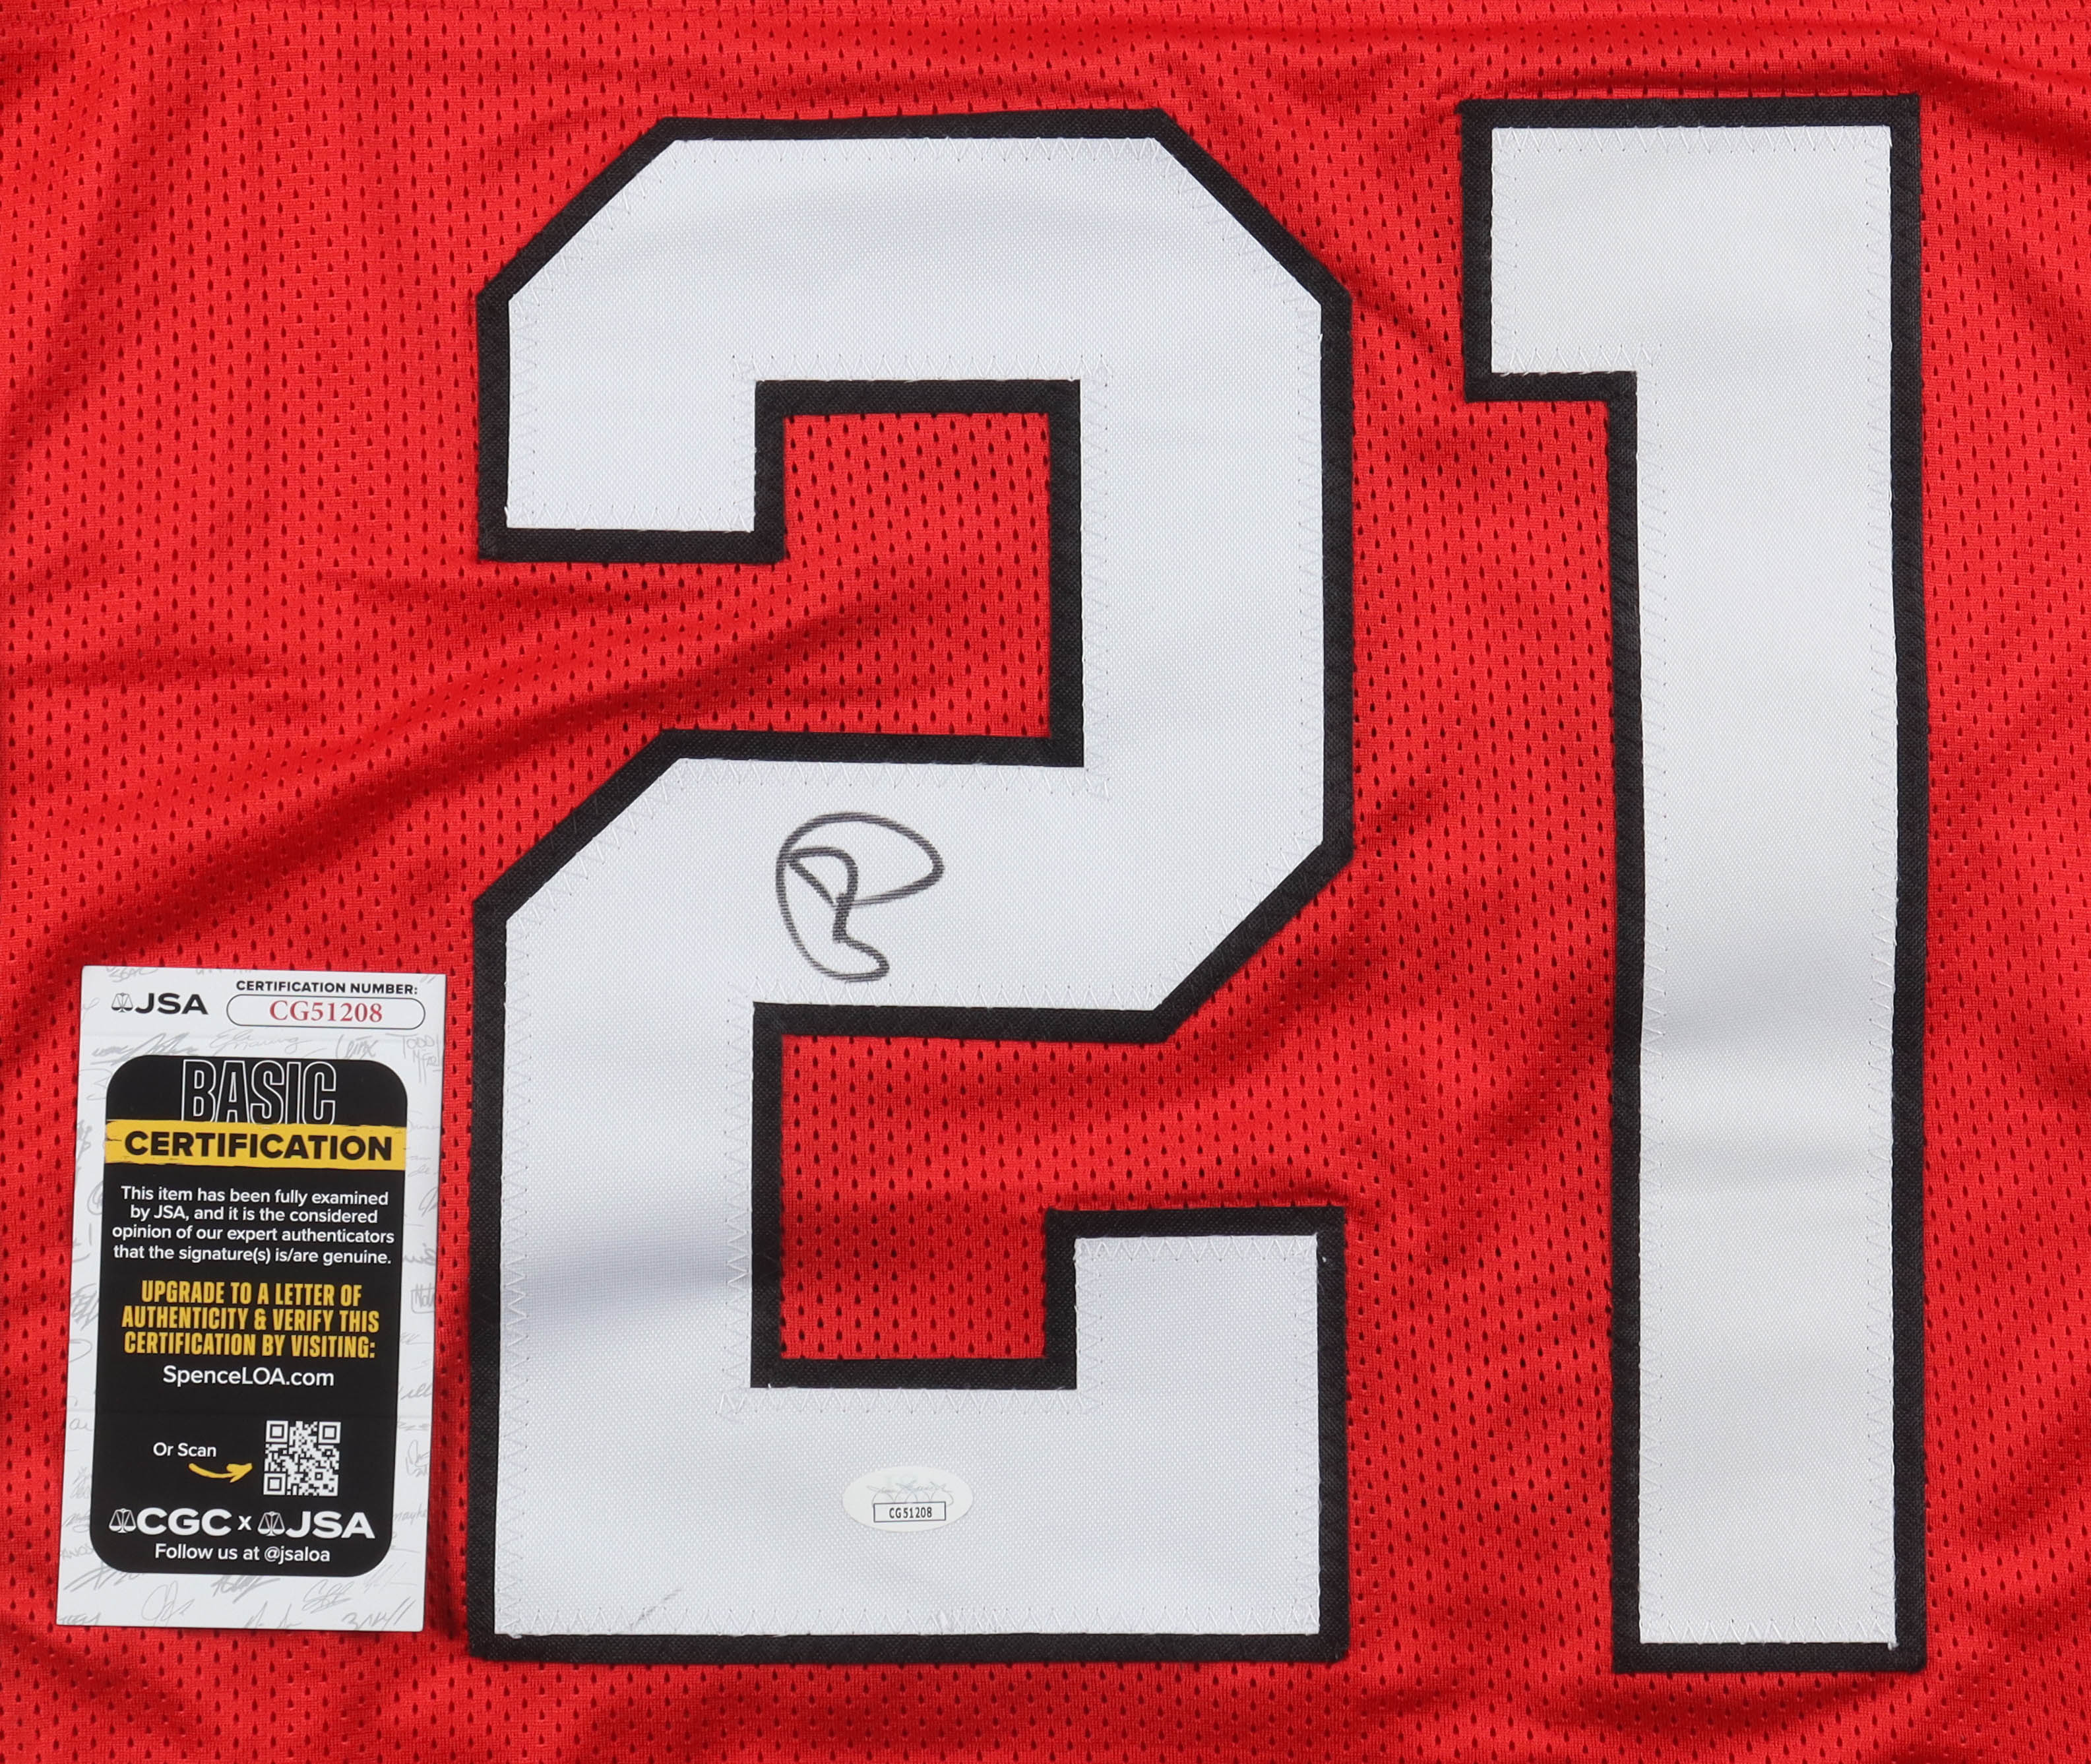 21
JSA
CERTIFICATION NUMBER:
CG51208
BASIC
CERTIFICATION
This item has been fully examined
by JSA, and it is the considered
opinion of our expert authenticators
that the signature(s) is/are genuine.
UPGRADE TO A LETTER OF
AUTHENTICITY & VERIFY THIS
CERTIFICATION BY VISITING:
SpenceLOA.com
Or Scan
CGC x JSA
Follow us at @jsaloa
CG51208